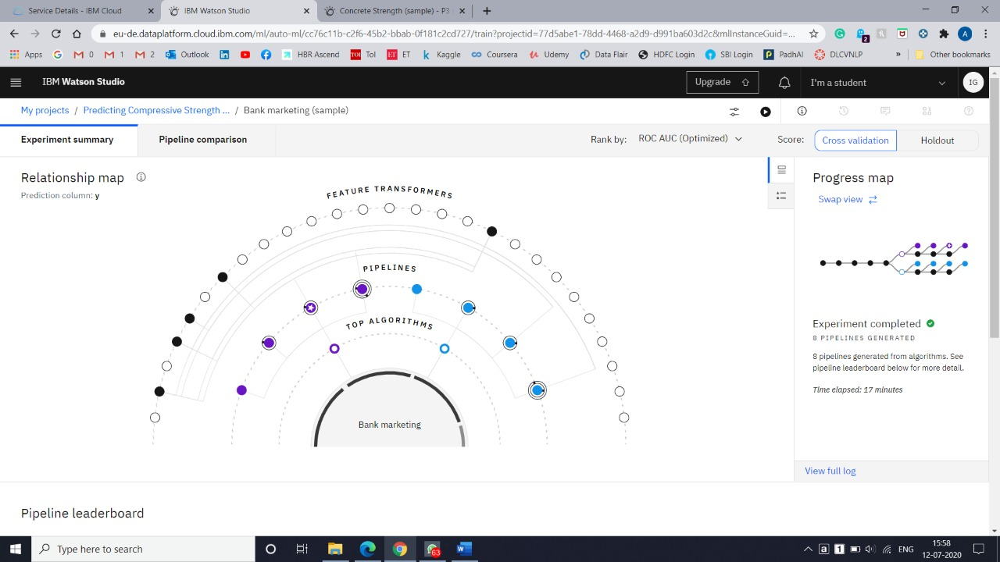 Service Details - IBM Cloud
IBM Watson Studio
Concrete Strength (sample) - P3
eu-de.dataplatform.cloud.ibm.com/ml/auto-ml/cc76c11b-c2f6-45b2-bbab-0f181c2cd727/train?projectid=77d5abe1-78dd-4468-a2d9-d991ba603d2c8&mlInstanceGuid=...
2
A
Apps
0
1
2
Outlook
HBR Ascend
TOI ToI
ET ET
Kaggle
Coursera
Udemy
Data Flair
HDFC Login
SBI Login
PadhAI
DLCVNLP
»
Other bookmarks
IBM Watson Studio
Upgrade
I'm a student
IG
My projects / Predicting Compressive Strength ... / Bank marketing (sample)
Experiment summary
Pipeline comparison
Rank by: ROC AUC (Optimized)
Score: Cross validation Holdout
Relationship map
Prediction column: y
FEATURE TRANSFORMERS
PIPELINES
TOP ALGORITHMS
Bank marketing
Progress map
Swap view
Experiment completed
8 PIPELINES GENERATED
8 pipelines generated from algorithms. See
pipeline leaderboard below for more detail.
Time elapsed: 17 minutes
View full log
Pipeline leaderboard
Type here to search
63
ENG
15:58
12-07-2020